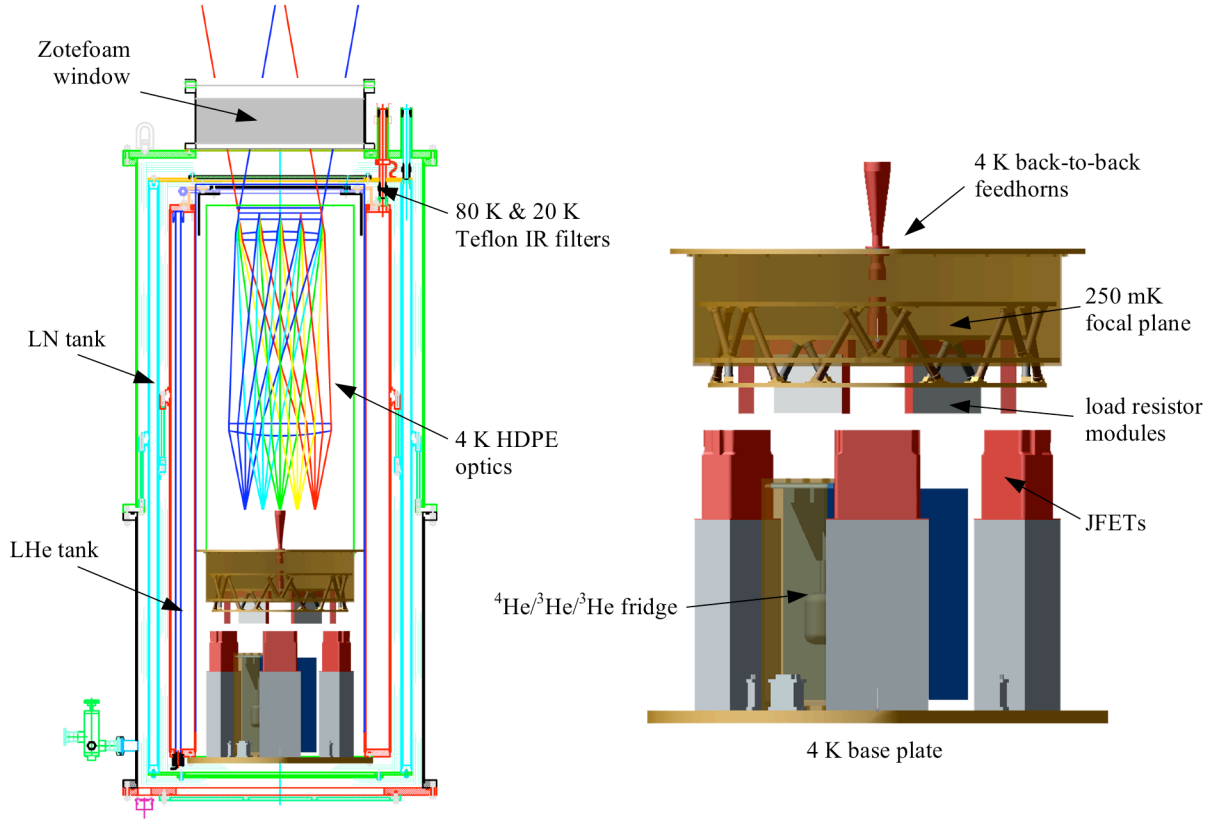 Zotefoam
window
80 K & 20 K
Teflon IR filters
LN tank
4 K HDPE
optics
LHe tank
4 K back-to-back
feedhorns
250 mK
focal plane
load resistor
modules
JFETs
⁴He/³He/³He fridge
4 K base plate